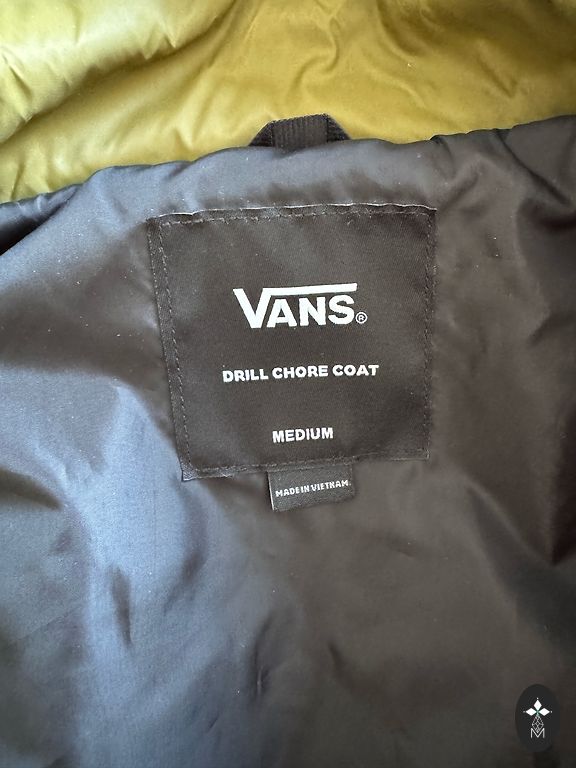 VANS®
DRILL CHORE COAT
MEDIUM
MADE IN VIETNAM
M